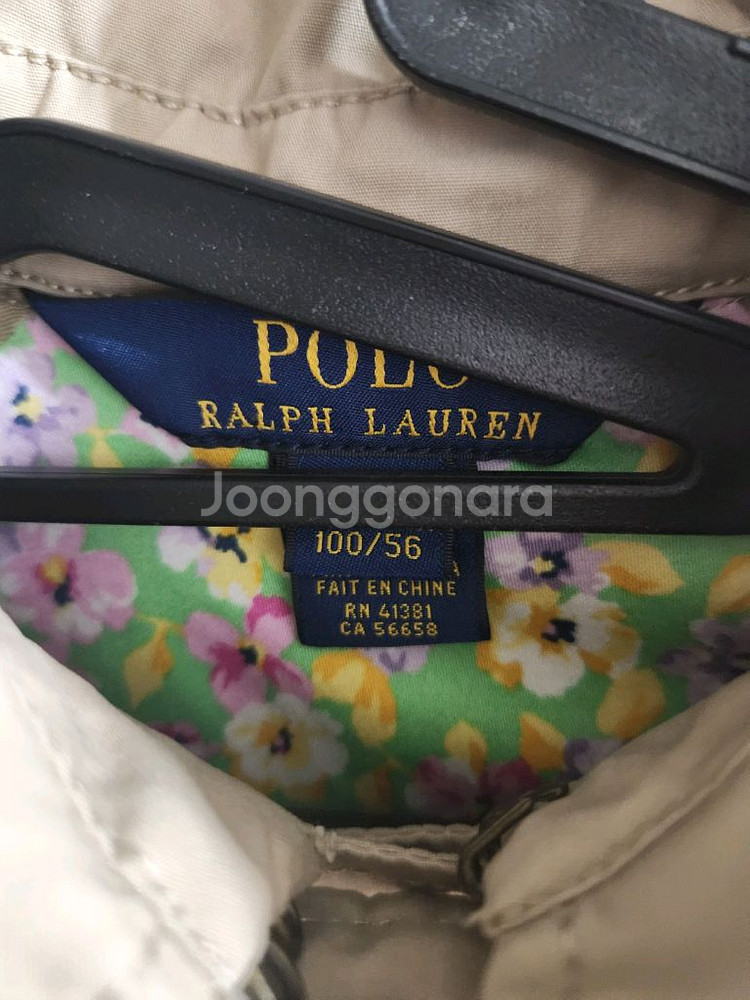 POLO
RALPH LAUREN
Joonggonara
100/56
FAIT EN CHINE
RN 41381
CA 56658